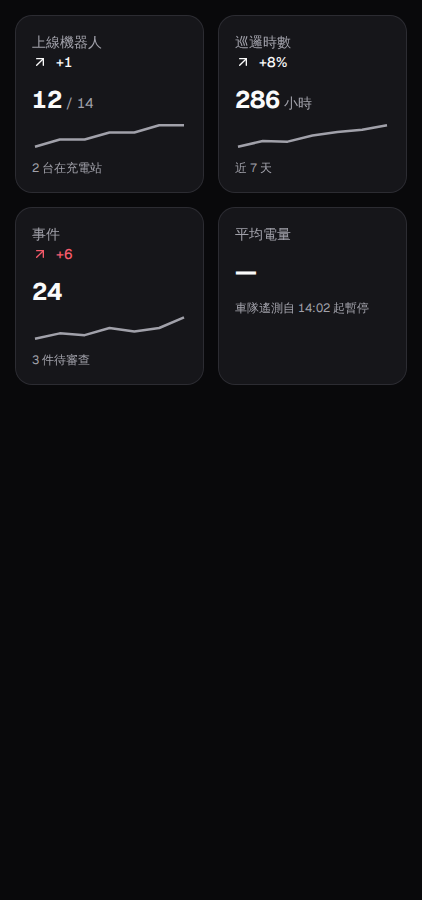 上線機器人
+1
12 / 14
2 台在充電站
巡邏時數
+8%
286 小時
近 7 天
事件
+6
24
3 件待審查
平均電量
—
車隊遙測自 14:02 起暫停